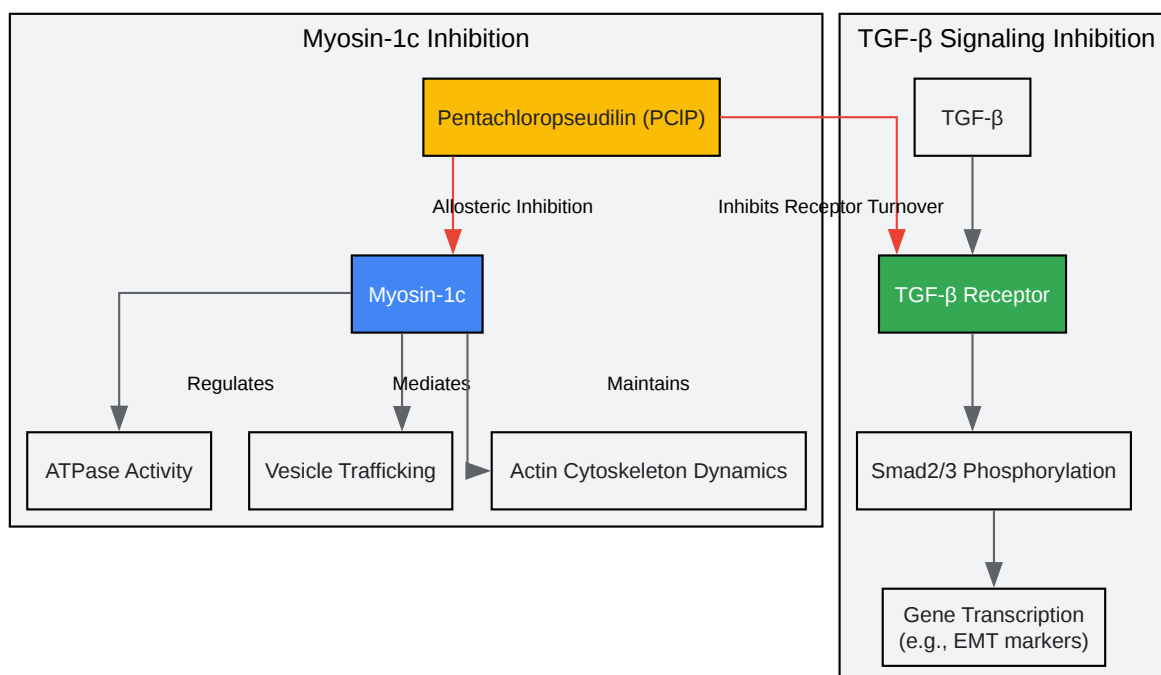 Myosin-1c Inhibition
TGF-β Signaling Inhibition
Pentachloropseudilin (PClP)
TGF-β
Allosteric Inhibition
Inhibits Receptor Turnover
Myosin-1c
TGF-β Receptor
Regulates
Mediates
Maintains
ATPase Activity
Vesicle Trafficking
Actin Cytoskeleton Dynamics
Smad2/3 Phosphorylation
Gene Transcription
(e.g., EMT markers)